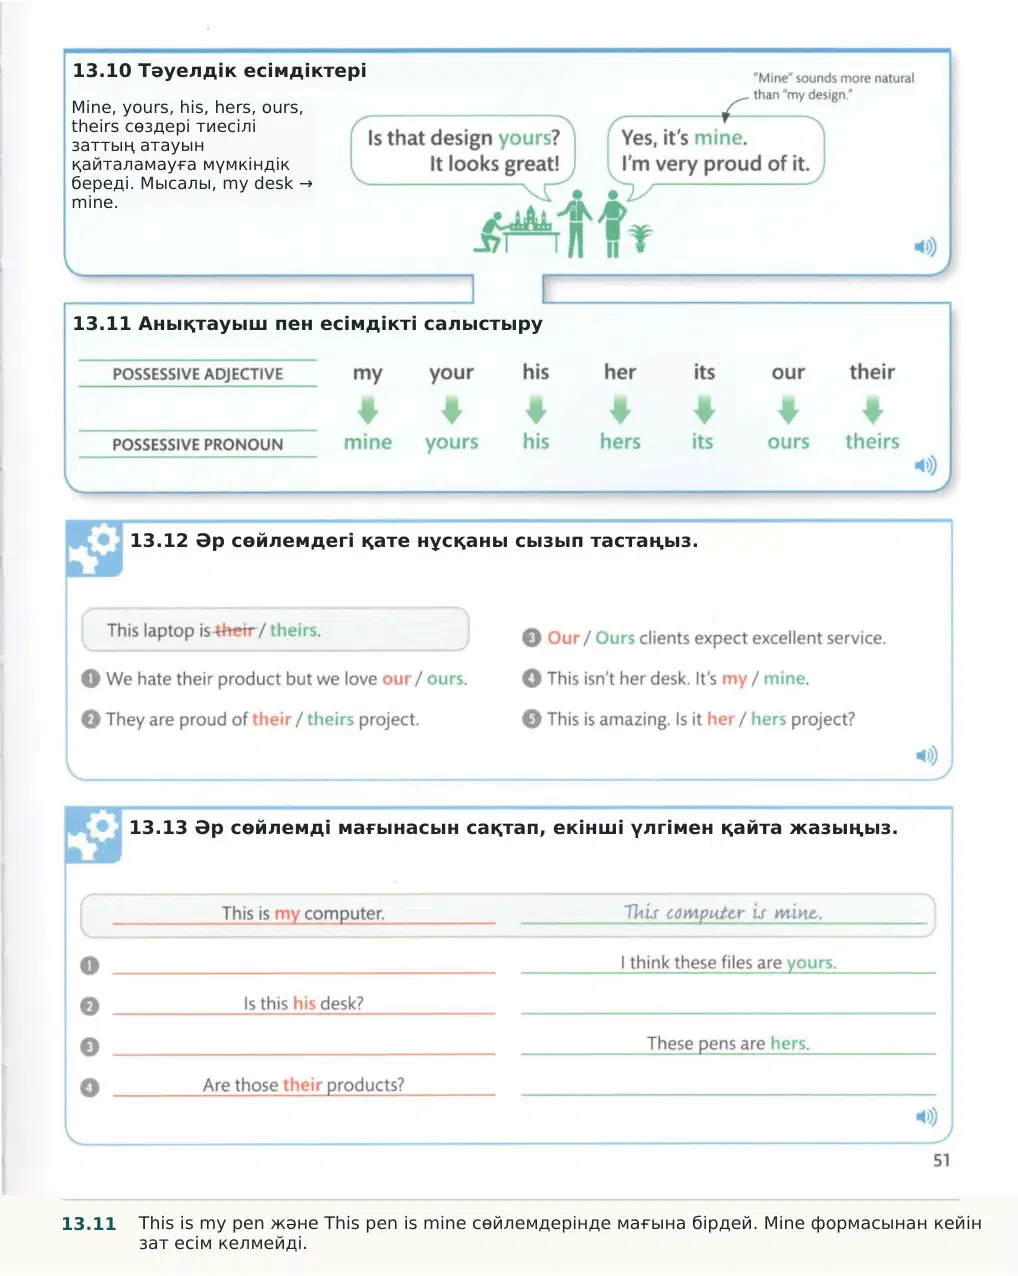 13.10 Тәуелдік есімдіктері
Mine, yours, his, hers, ours,
theirs сөздері тиесілі
заттың атауын
қайталамауға мүмкіндік
береді. Мысалы, my desk →
mine.
"Mine" sounds more natural
than "my design."
Is that design yours?
It looks great!
Yes, it's mine.
I'm very proud of it.
13.11 Анықтауыш пен есімдікті салыстыру
POSSESSIVE ADJECTIVE my your his her its our their
POSSESSIVE PRONOUN mine yours his hers its ours theirs
13.12 Әр сөйлемдегі қате нұсқаны сызып тастаңыз.
This laptop is their / theirs.
1 We hate their product but we love our / ours.
2 They are proud of their / theirs project.
3 Our / Ours clients expect excellent service.
4 This isn't her desk. It's my / mine.
5 This is amazing. Is it her / hers project?
13.13 Әр сөйлемді мағынасын сақтап, екінші үлгімен қайта жазыңыз.
This is my computer. This computer is mine.
1 I think these files are yours.
2 Is this his desk?
3 These pens are hers.
4 Are those their products?
51
13.11 This is my pen және This pen is mine сөйлемдерінде мағына бірдей. Mine формасынан кейін
зат есім келмейді.